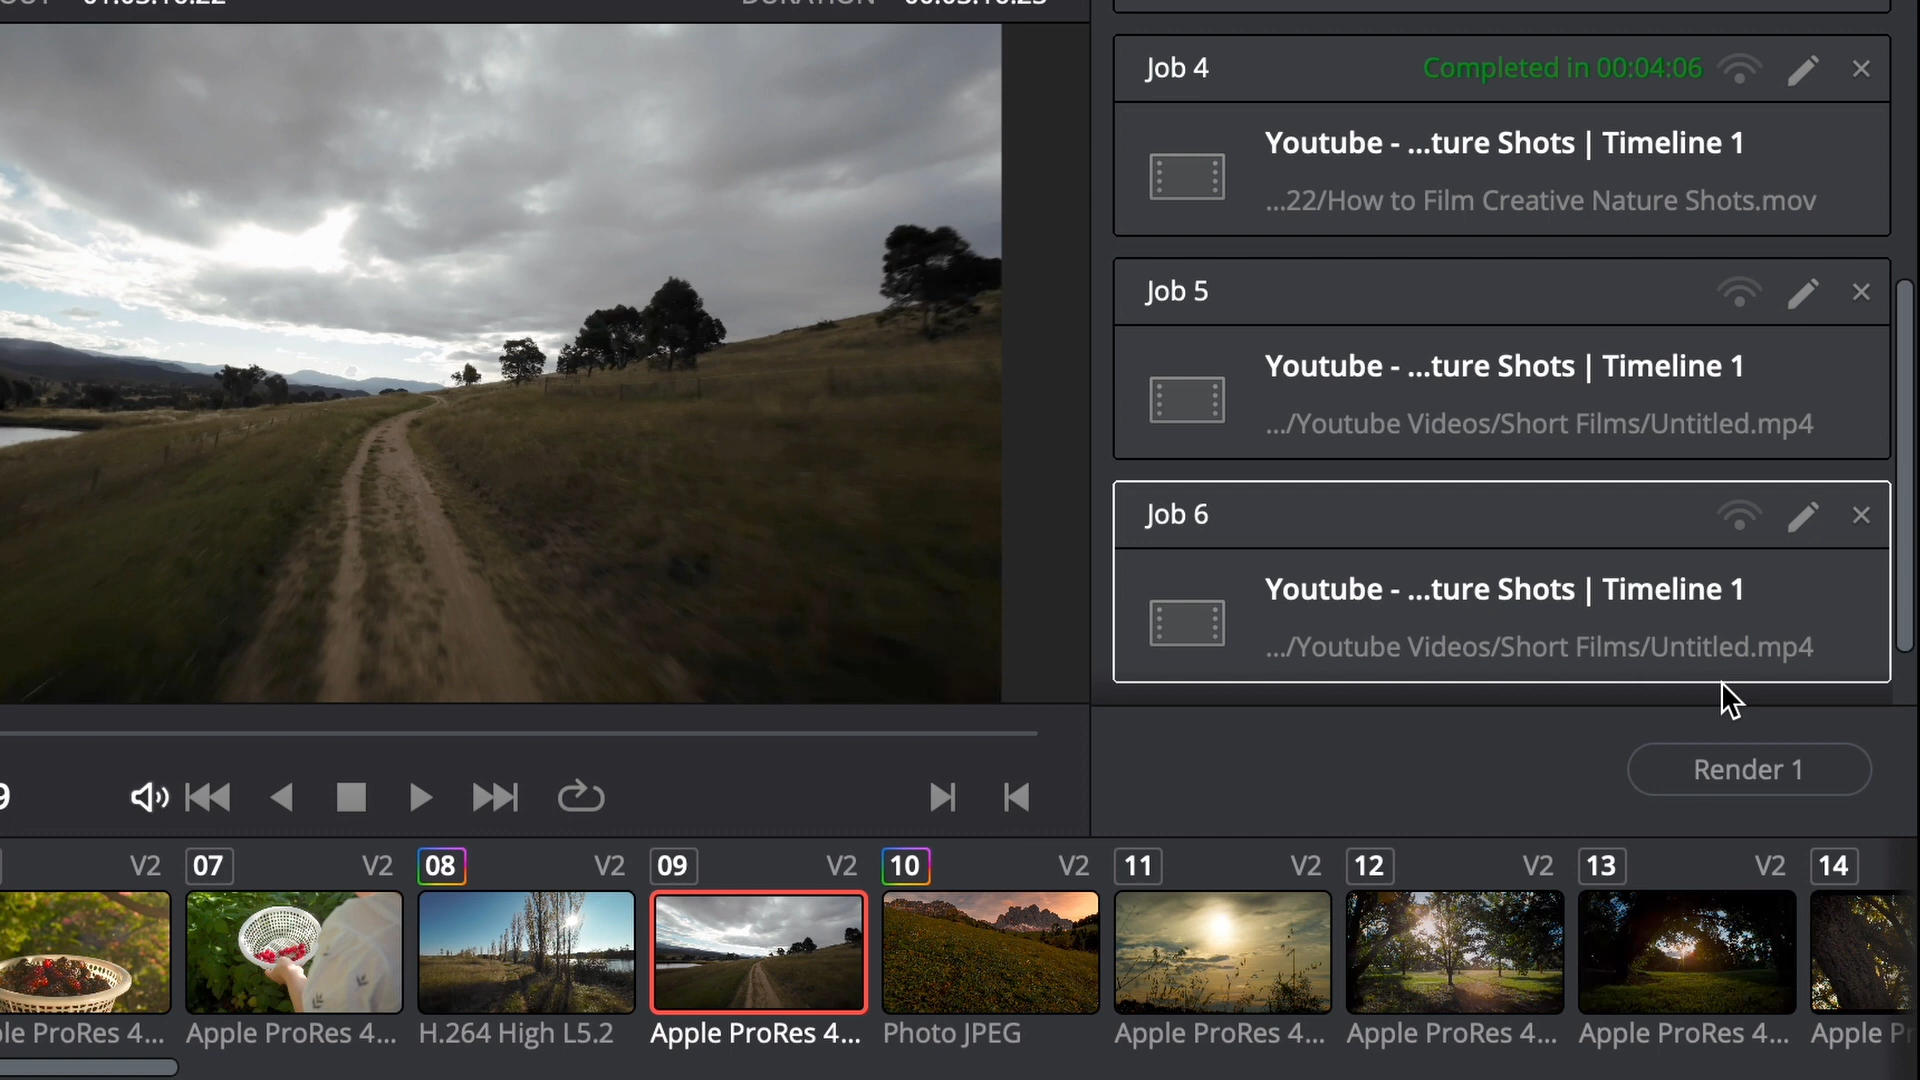 Job 4
Completed in 00:04:06
Youtube - ...ture Shots | Timeline 1
...22/How to Film Creative Nature Shots.mov
Job 5
Youtube - ...ture Shots | Timeline 1
.../Youtube Videos/Short Films/Untitled.mp4
Job 6
Youtube - ...ture Shots | Timeline 1
.../Youtube Videos/Short Films/Untitled.mp4
Render 1
9
V2
07 V2
08 V2
09 V2
10 V2
11 V2
12 V2
13 V2
14
ProRes 4...
Apple ProRes 4...
H.264 High L5.2
Apple ProRes 4...
Photo JPEG
Apple ProRes 4...
Apple ProRes 4...
Apple ProRes 4...
Apple